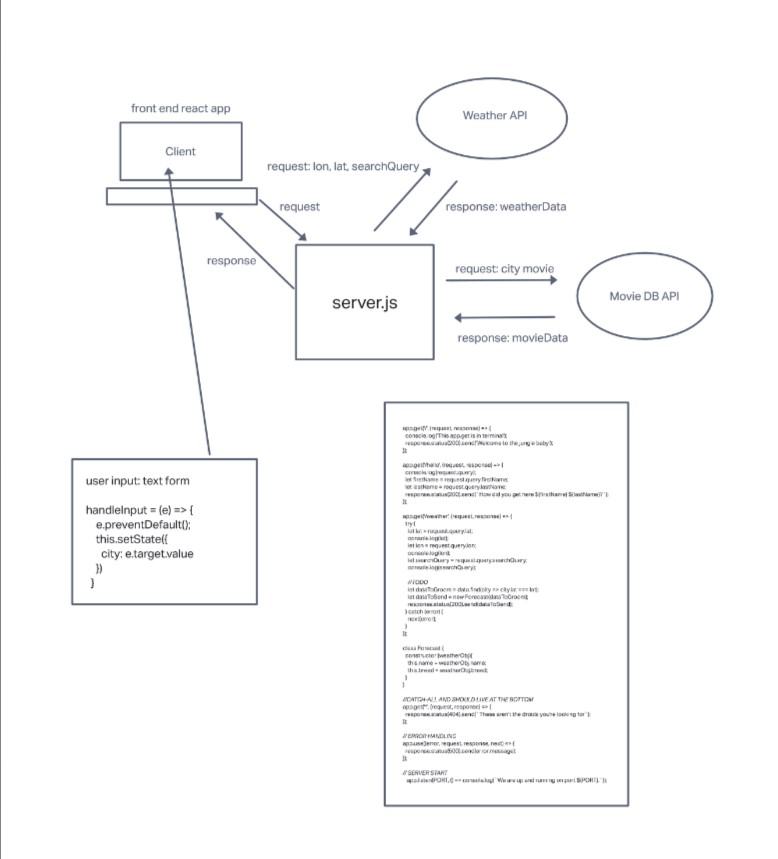 front end react app
Client
Weather API
request: lon, lat, searchQuery
request
response: weatherData
response
request: city movie
server.js
Movie DB API
response: movieData
user input: text form
handleInput = (e) => {
e.preventDefault();
this.setState({
city: e.target.value
})
}
app.get('/', (request, response) => {
console.log('This app.get is in terminal');
response.status(200).send('Welcome to the jungle baby');
});
app.get('/hello', (request, response) => {
console.log(request.query);
let firstName = request.query.firstName;
let lastName = request.query.lastName;
response.status(200).send(`How did you get here ${firstName} ${lastName}?`);
});
app.get('/weather', (request, response) => {
try {
let lat = request.query.lat;
console.log(lat);
let lon = request.query.lon;
console.log(lon);
let searchQuery = request.query.searchQuery;
console.log(searchQuery);
//TODO
let dataToGroom = data.find(city => city.lat === lat);
let dataToSend = new Forecast(dataToGroom);
response.status(200).send(dataToSend);
} catch (error) {
next(error);
}
});
class Forecast {
constructor (weatherObj){
this.name = weatherObj.name;
this.breed = weatherObj.breed;
}
}
//CATCH-ALL AND SHOULD LIVE AT THE BOTTOM
app.get('*', (request, response) => {
response.status(404).send(`These aren't the droids you're looking for`);
});
// ERROR HANDLING
app.use((error, request, response, next) => {
response.status(500).send(error.message);
});
// SERVER START
app.listen(PORT, () => console.log(`We are up and running on port ${PORT}.`));